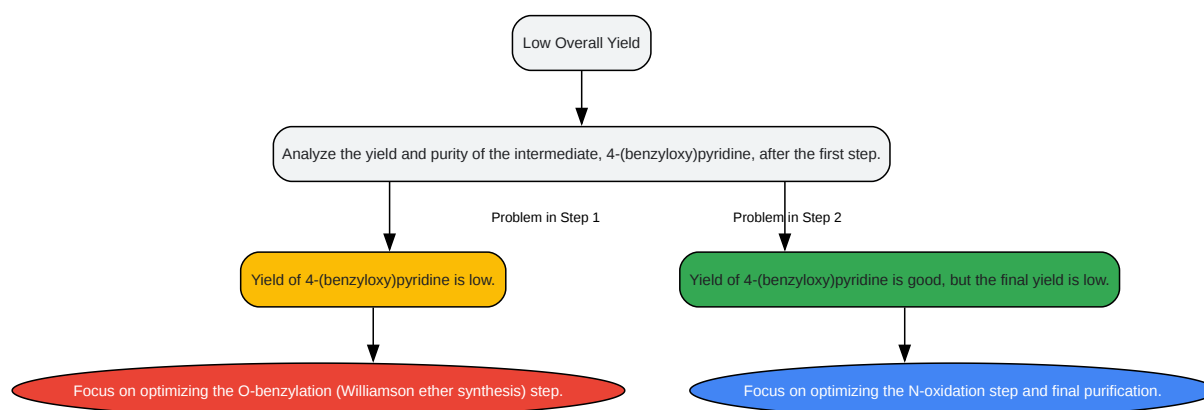 Low Overall Yield
Analyze the yield and purity of the intermediate, 4-(benzyloxy)pyridine, after the first step.
Problem in Step 1
Problem in Step 2
Yield of 4-(benzyloxy)pyridine is low.
Yield of 4-(benzyloxy)pyridine is good, but the final yield is low.
Focus on optimizing the O-benzylation (Williamson ether synthesis) step.
Focus on optimizing the N-oxidation step and final purification.